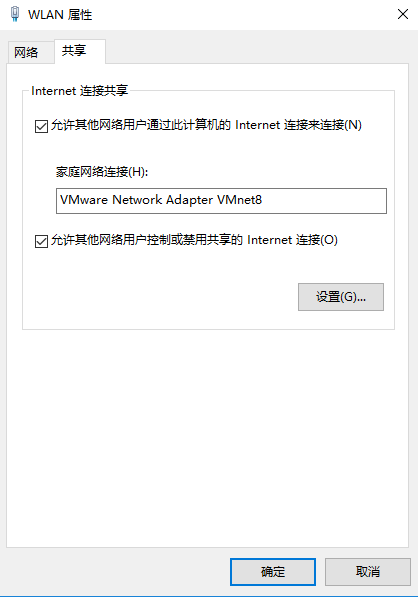 WLAN 属性
网络
共享
Internet 连接共享
允许其他网络用户通过此计算机的 Internet 连接来连接(N)
家庭网络连接(H):
VMware Network Adapter VMnet8
允许其他网络用户控制或禁用共享的 Internet 连接(O)
设置(G)...
确定
取消